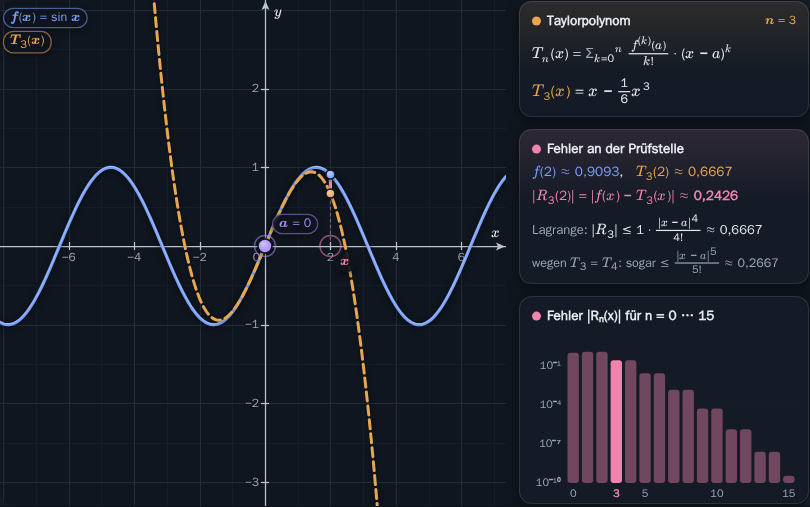 f(x) = sin x
T₃(x)
y
2
1
a = 0
x
−6 −4 −2 0 2 4 6
x
−1
−2
−3
Taylorpolynom n = 3
Tₙ(x) = Σₖ₌₀ⁿ f⁽ᵏ⁾(a)/k! · (x − a)ᵏ
T₃(x) = x − 1/6 x³
Fehler an der Prüfstelle
f(2) ≈ 0,9093, T₃(2) ≈ 0,6667
|R₃(2)| = |f(x) − T₃(x)| ≈ 0,2426
Lagrange: |R₃| ≤ 1 · |x − a|⁴/4! ≈ 0,6667
wegen T₃ = T₄: sogar ≤ |x − a|⁵/5! ≈ 0,2667
Fehler |Rₙ(x)| für n = 0 ··· 15
10⁻¹
10⁻⁴
10⁻⁷
10⁻¹⁰
0 3 5 10 15